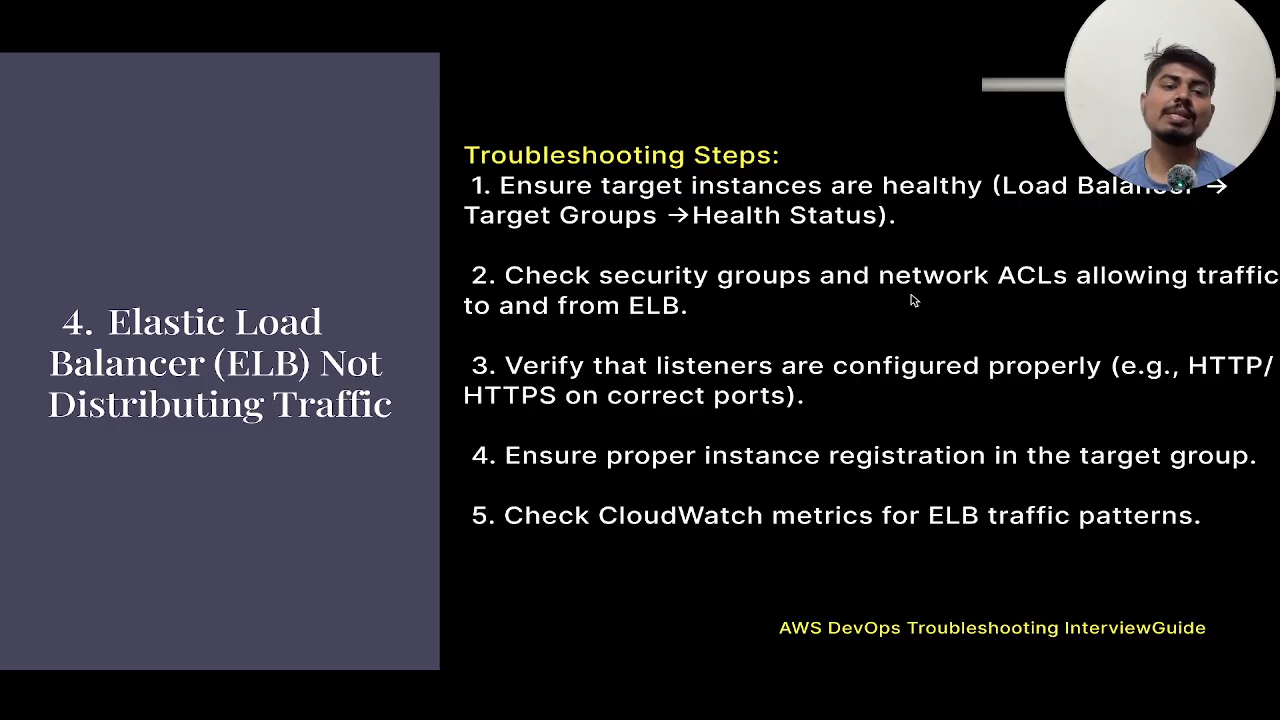 4. Elastic Load
Balancer (ELB) Not
Distributing Traffic
Troubleshooting Steps:
1. Ensure target instances are healthy (Load Balancer →
Target Groups →Health Status).
2. Check security groups and network ACLs allowing traffic
to and from ELB.
3. Verify that listeners are configured properly (e.g., HTTP/
HTTPS on correct ports).
4. Ensure proper instance registration in the target group.
5. Check CloudWatch metrics for ELB traffic patterns.
AWS DevOps Troubleshooting InterviewGuide